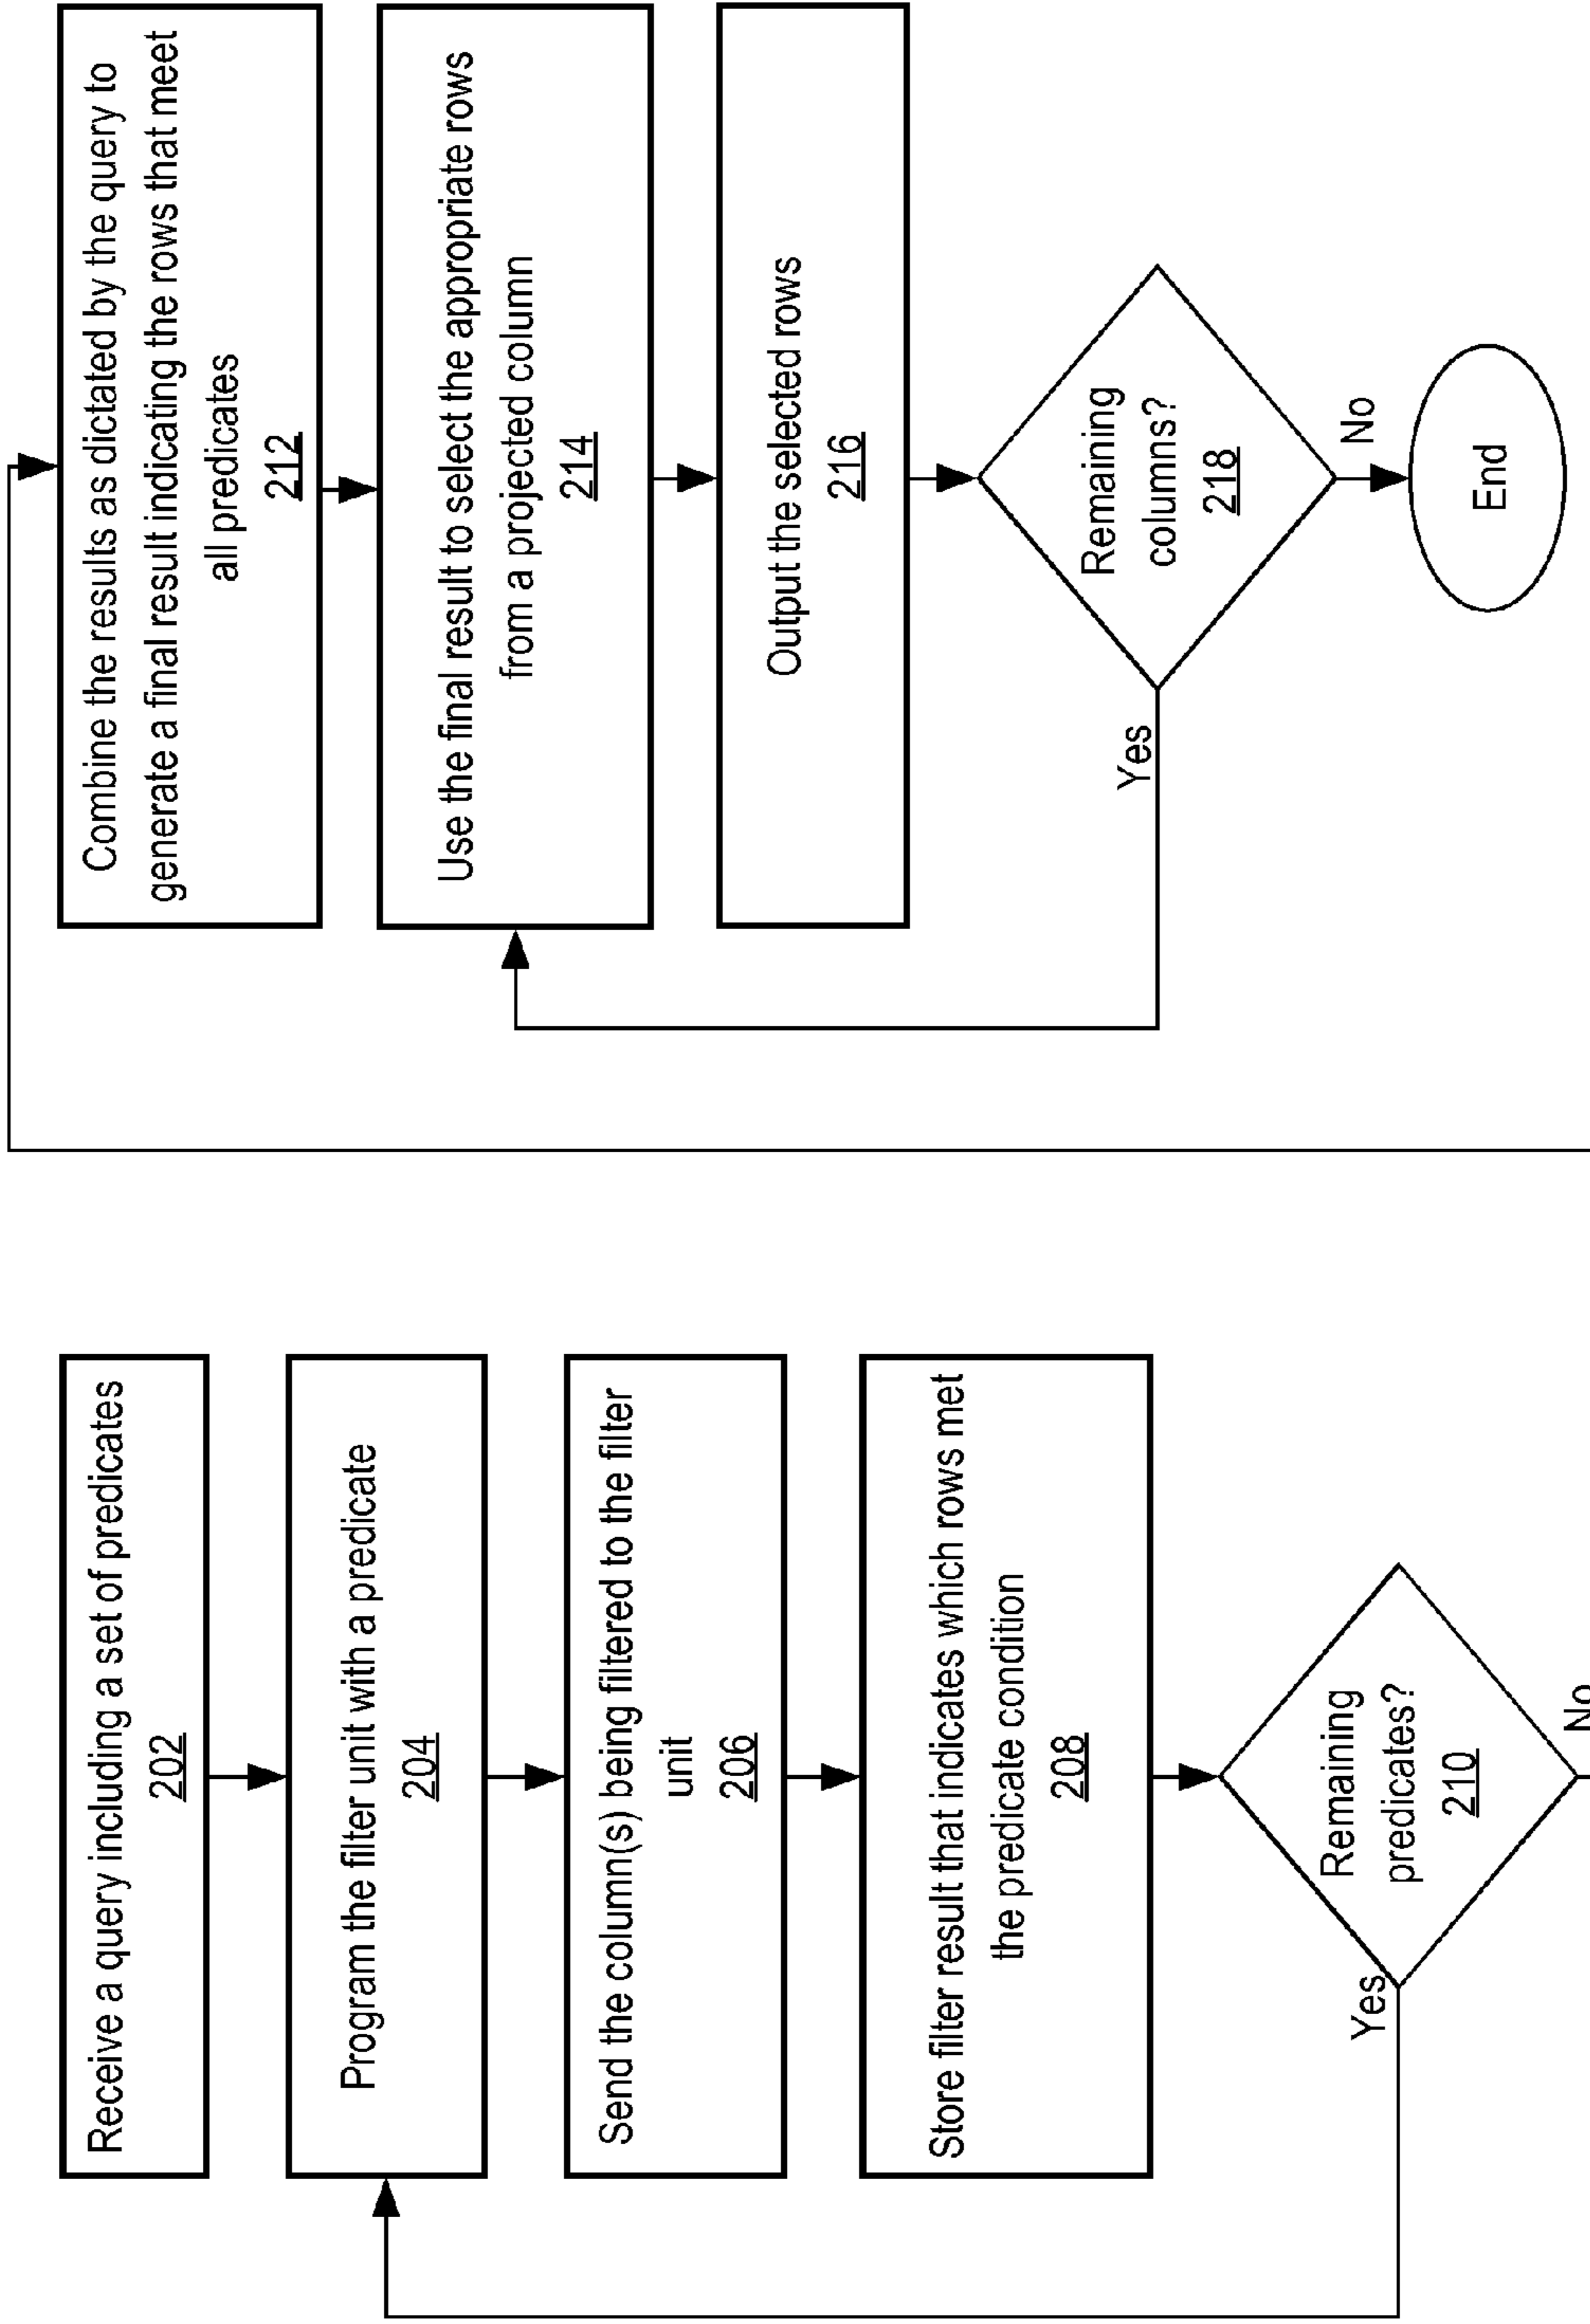 Receive a query including a set of predicates
202
Program the filter unit with a predicate
204
Send the column(s) being filtered to the filter
unit
206
Store filter result that indicates which rows met
the predicate condition
208
Remaining
predicates?
210
Yes
No
Combine the results as dictated by the query to
generate a final result indicating the rows that meet
all predicates
212
Use the final result to select the appropriate rows
from a projected column
214
Output the selected rows
216
Remaining
columns?
218
Yes
No
End